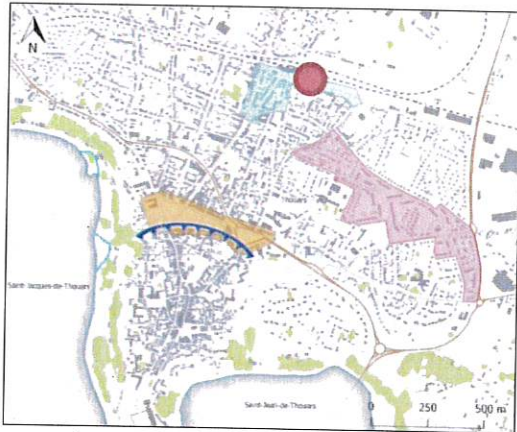 N
Thouars
Saint-Jacques-de-Thouars
Saint-Jean-de-Thouars
0 250 500 m